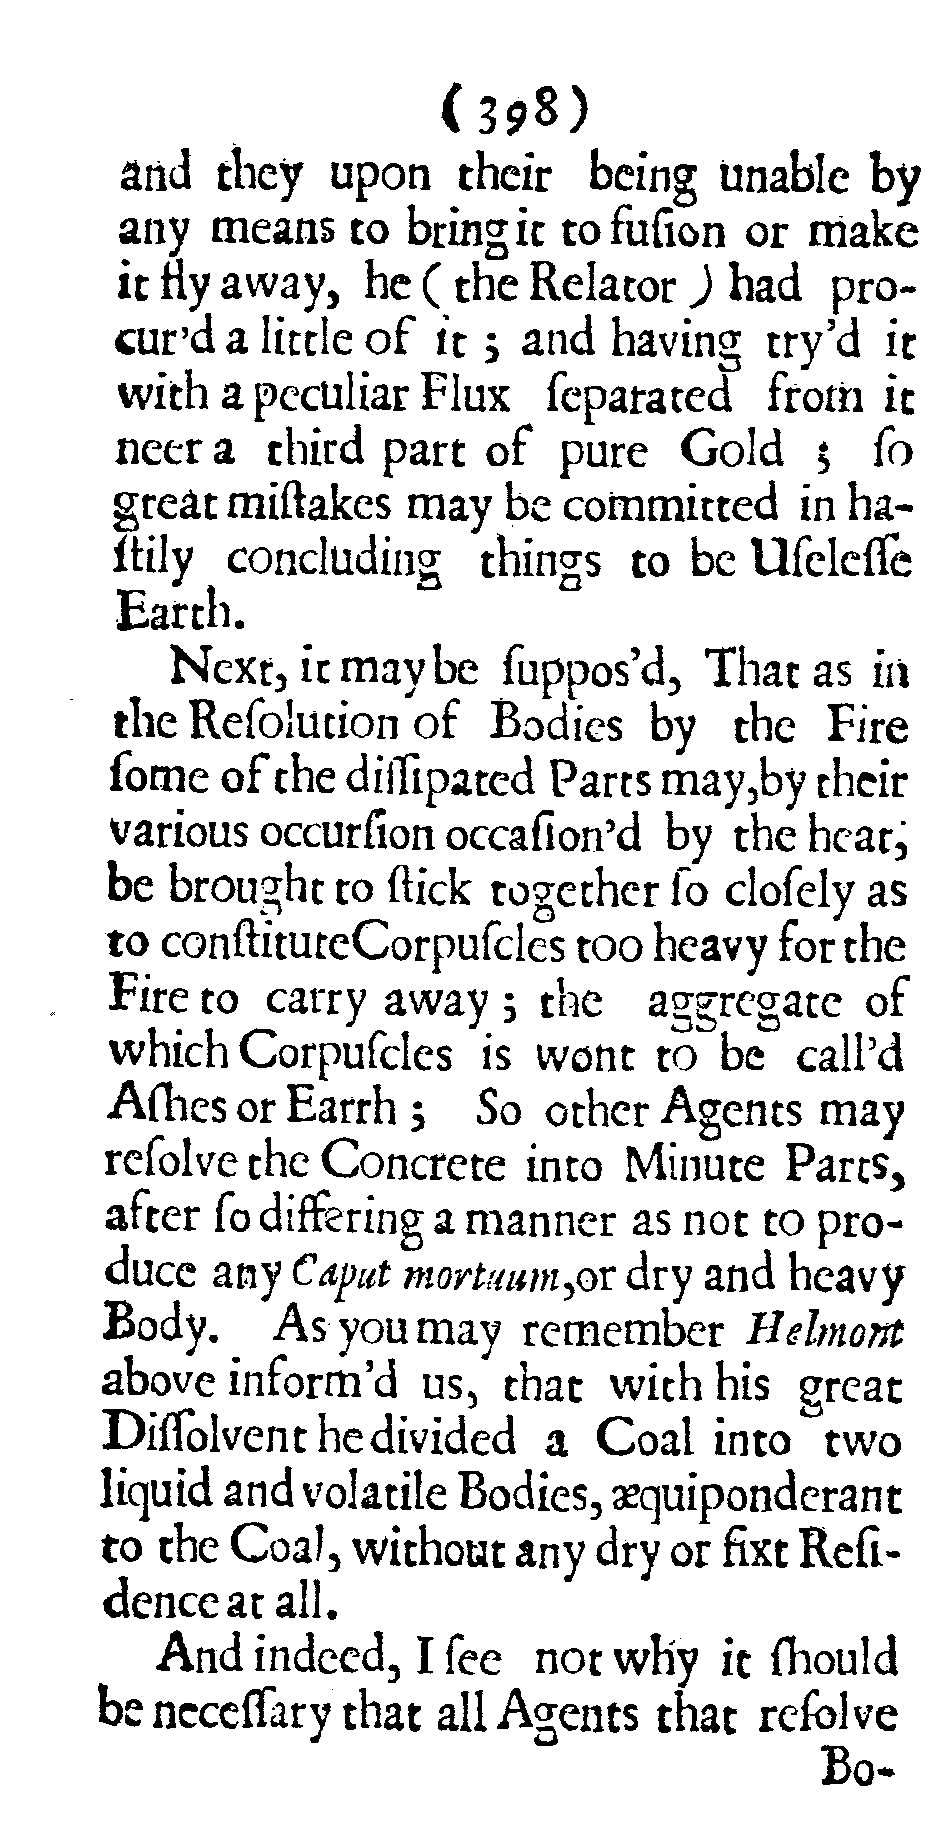 (398)
and they upon their being unable by
any means to bring it to fuſion or make
it fly away, he ( the Relator ) had pro-
cur'd a little of it ; and having try'd it
with a peculiar Flux ſeparated from it
neer a third part of pure Gold ; ſo
great miſtakes may be committed in ha-
ſtily concluding things to be Uſeleſſe
Earth.
Next, it may be ſuppos'd, That as in
the Reſolution of Bodies by the Fire
ſome of the diſſipated Parts may, by their
various occurſion occaſion'd by the heat,
be brought to ſtick together ſo cloſely as
to conſtitute Corpuſcles too heavy for the
Fire to carry away ; the aggregate of
which Corpuſcles is wont to be call'd
Aſhes or Earrh ; So other Agents may
reſolve the Concrete into Minute Parts,
after ſo differing a manner as not to pro-
duce any Caput mortuum, or dry and heavy
Body. As you may remember Helmont
above inform'd us, that with his great
Diſſolvent he divided a Coal into two
liquid and volatile Bodies, æquiponderant
to the Coal, without any dry or fixt Reſi-
dence at all.
And indeed, I ſee not why it ſhould
be neceſſary that all Agents that reſolve
Bo-